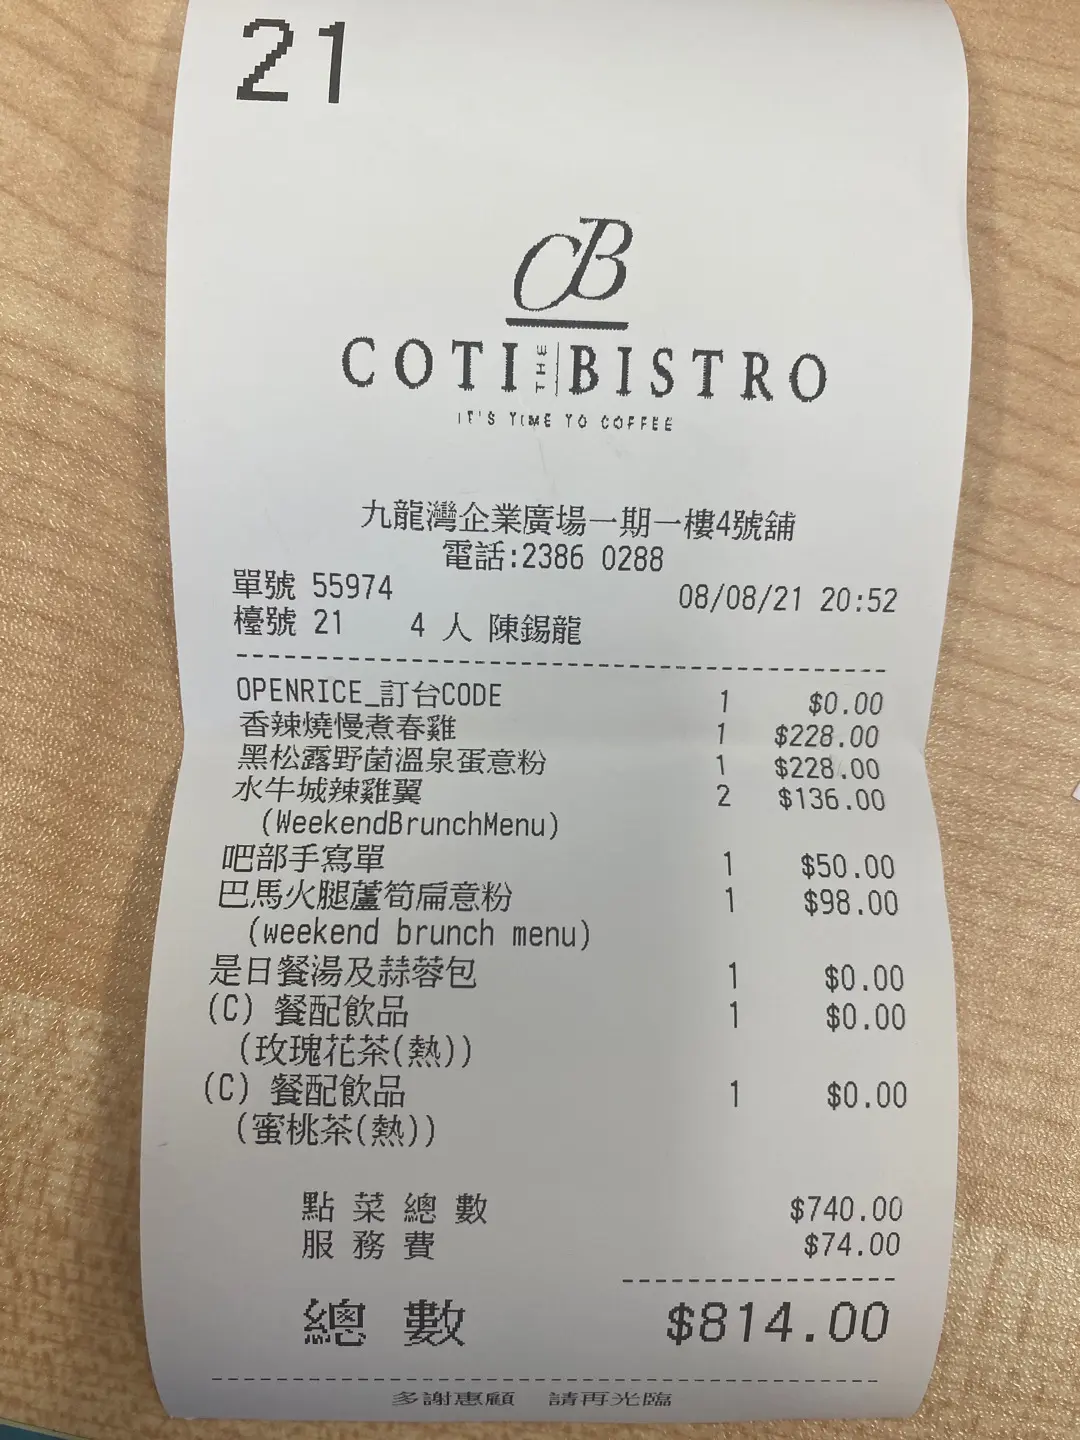 21
CB
COTI THE BISTRO
IT'S TIME TO COFFEE
九龍灣企業廣場一期一樓4號舖
電話:2386 0288
單號 55974 08/08/21 20:52
檯號 21 4 人 陳錫龍
OPENRICE_訂台CODE 1 $0.00
香辣燒慢煮春雞 1 $228.00
黑松露野菌溫泉蛋意粉 1 $228.00
水牛城辣雞翼 2 $136.00
(WeekendBrunchMenu)
吧部手寫單 1 $50.00
巴馬火腿蘆筍扁意粉 1 $98.00
(weekend brunch menu)
是日餐湯及蒜蓉包 1 $0.00
(C) 餐配飲品 1 $0.00
(玫瑰花茶(熱))
(C) 餐配飲品 1 $0.00
(蜜桃茶(熱))
點菜總數 $740.00
服務費 $74.00
總數 $814.00
多謝惠顧 請再光臨